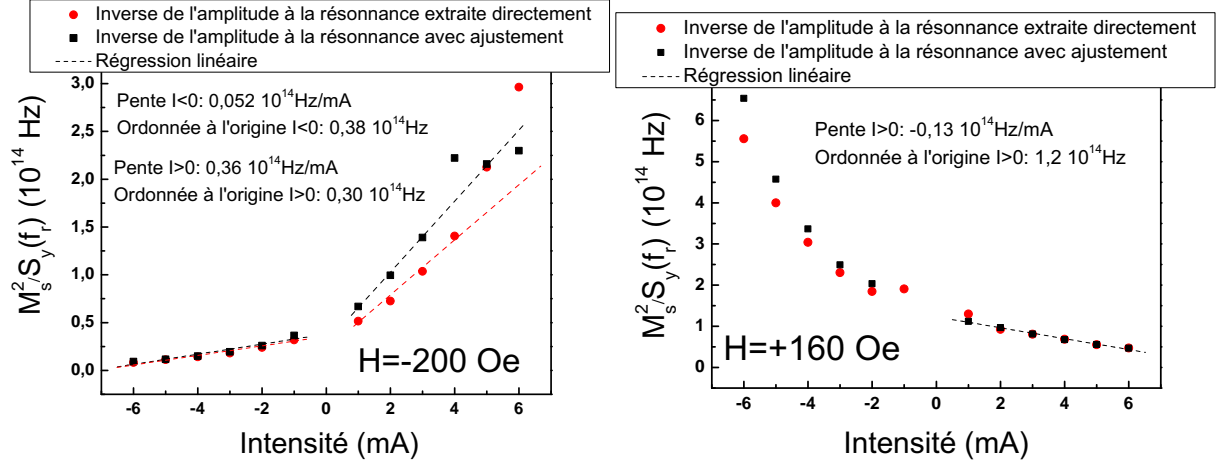 Inverse de l'amplitude à la résonnance extraite directement
Inverse de l'amplitude à la résonnance avec ajustement
Régression linéaire
3,0
2,5
2,0
1,5
1,0
0,5
0,0
M_s^2/S_y(f_r) (10^14 Hz)
Pente I<0: 0,052 10^14Hz/mA
Ordonnée à l'origine I<0: 0,38 10^14Hz
Pente I>0: 0,36 10^14Hz/mA
Ordonnée à l'origine I>0: 0,30 10^14Hz
H=-200 Oe
-6 -4 -2 0 2 4 6
Intensité (mA)
Inverse de l'amplitude à la résonnance extraite directement
Inverse de l'amplitude à la résonnance avec ajustement
Régression linéaire
6
5
4
3
2
1
0
M_s^2/S_y(f_r) (10^14 Hz)
Pente I>0: -0,13 10^14Hz/mA
Ordonnée à l'origine I>0: 1,2 10^14Hz
H=+160 Oe
-6 -4 -2 0 2 4 6
Intensité (mA)